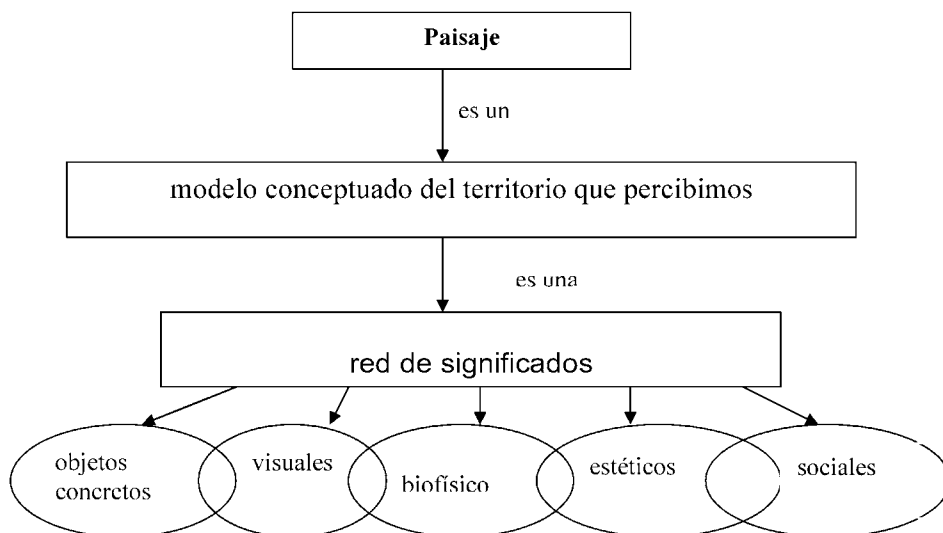 Paisaje
es un
modelo conceptuado del territorio que percibimos
es una
red de significados
objetos
concretos
visuales
biofísico
estéticos
sociales